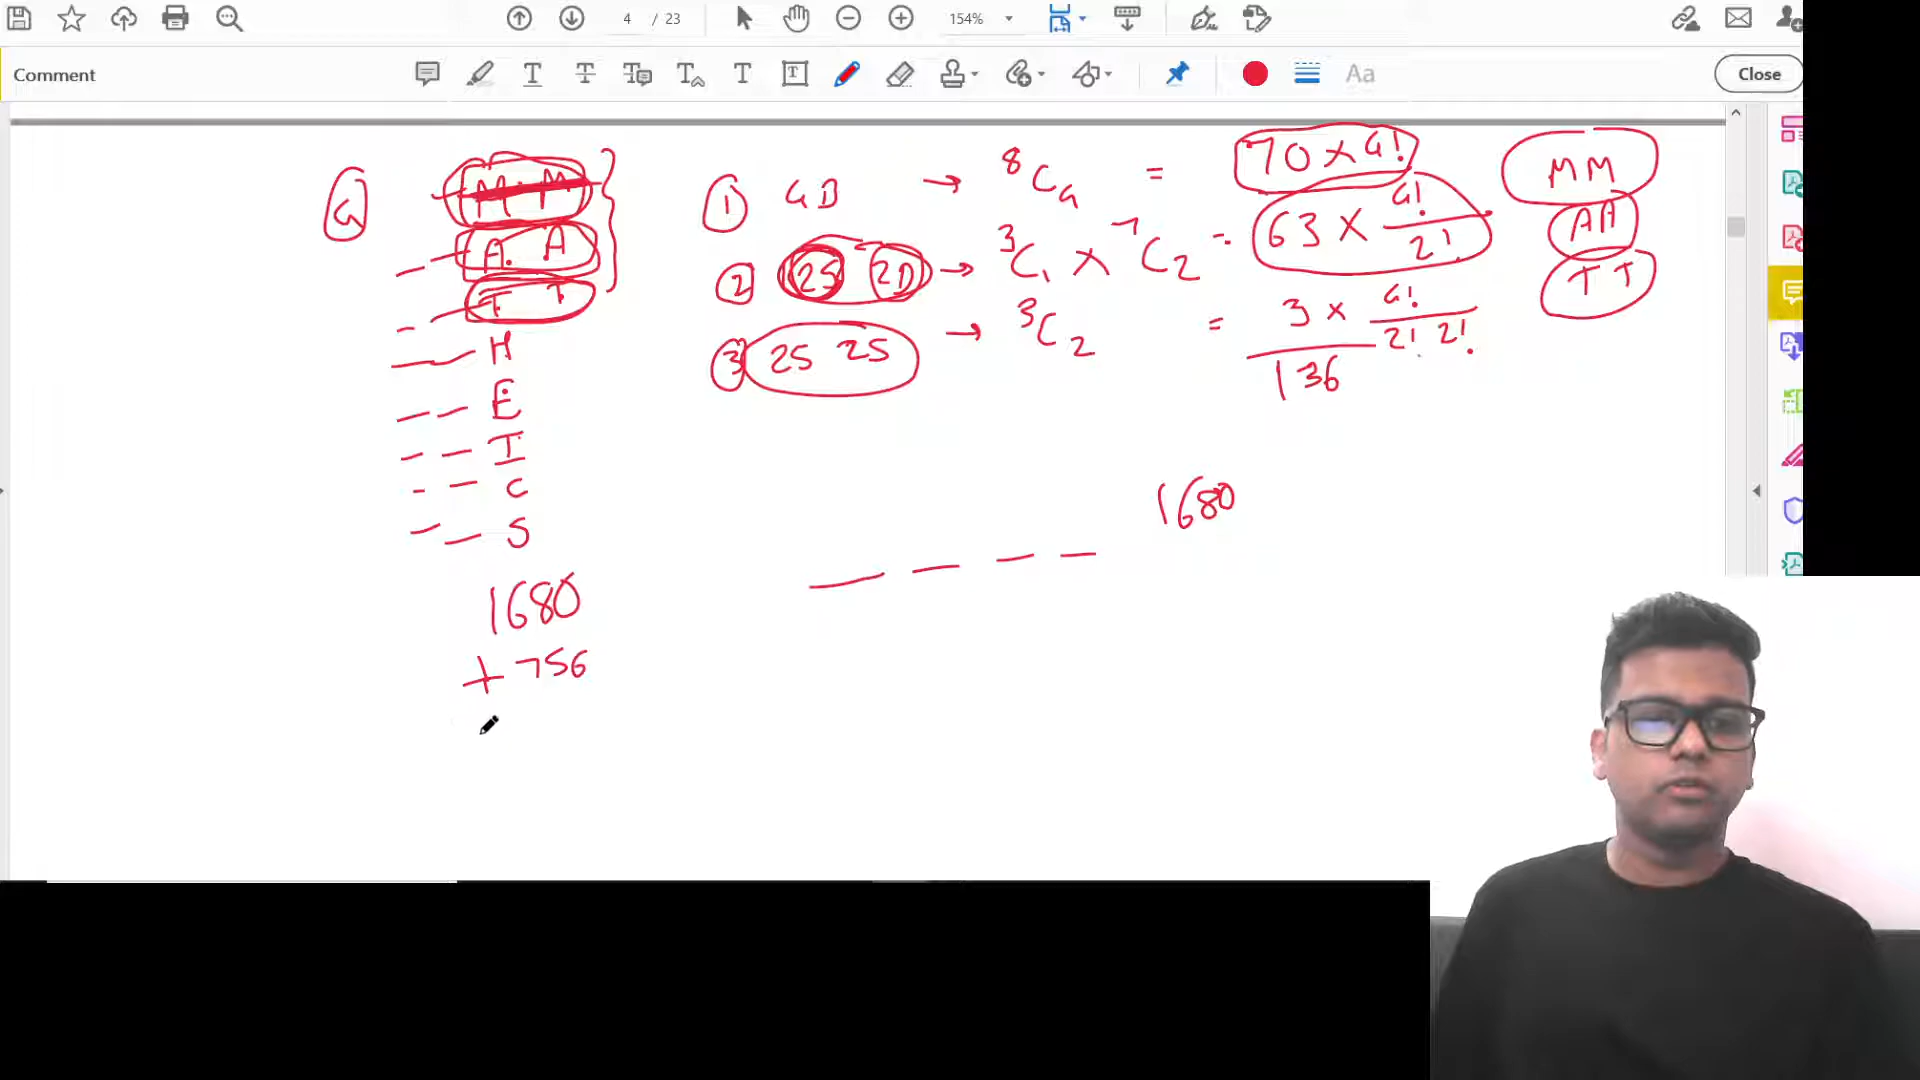 4 / 23
154%
Comment
Aa
Close
4
M M
A A
T T
H
E
I
C
S
1680
+ 756
1 4D → ⁸C₄ = 70 × 4!
2 2S 2D → ³C₁ × ⁷C₂ = 63 × 4!/2!
3 2S 2S → ³C₂ = 3 × 4!/2! 2!
136
MM
AA
TT
1680